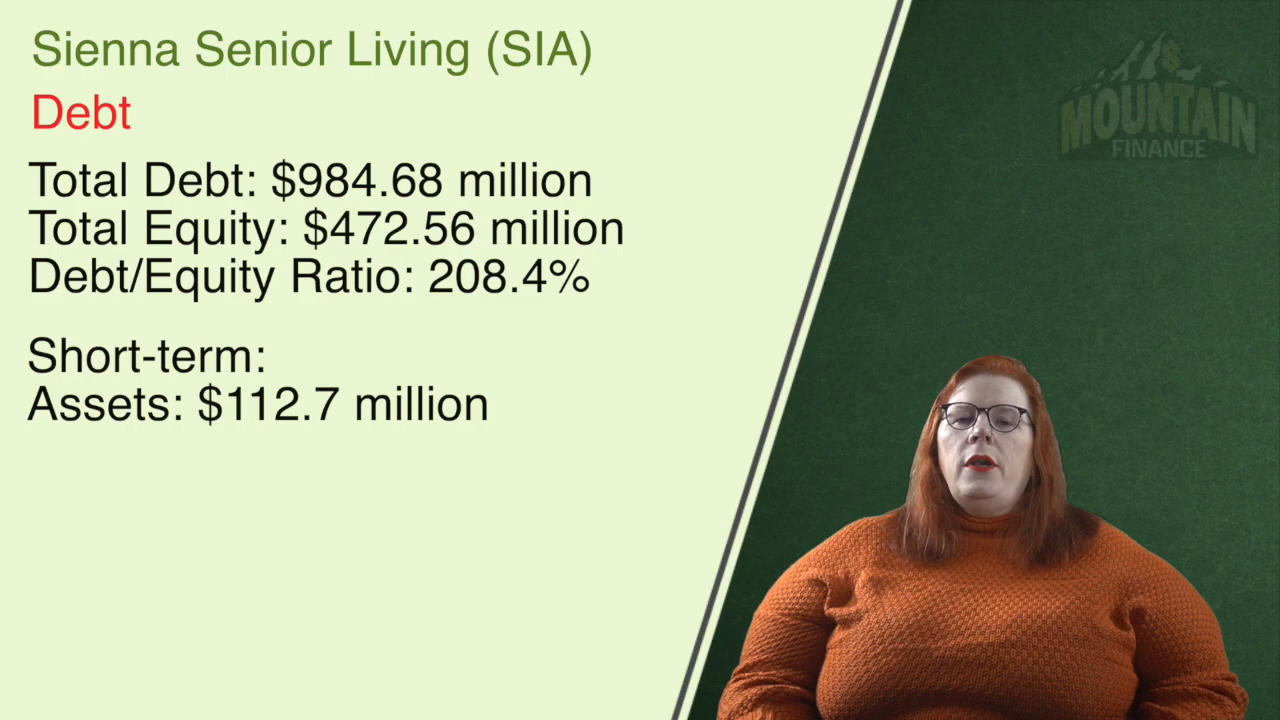 Sienna Senior Living (SIA)
Debt
Total Debt: $984.68 million
Total Equity: $472.56 million
Debt/Equity Ratio: 208.4%
Short-term:
Assets: $112.7 million
$
MOUNTAIN
FINANCE